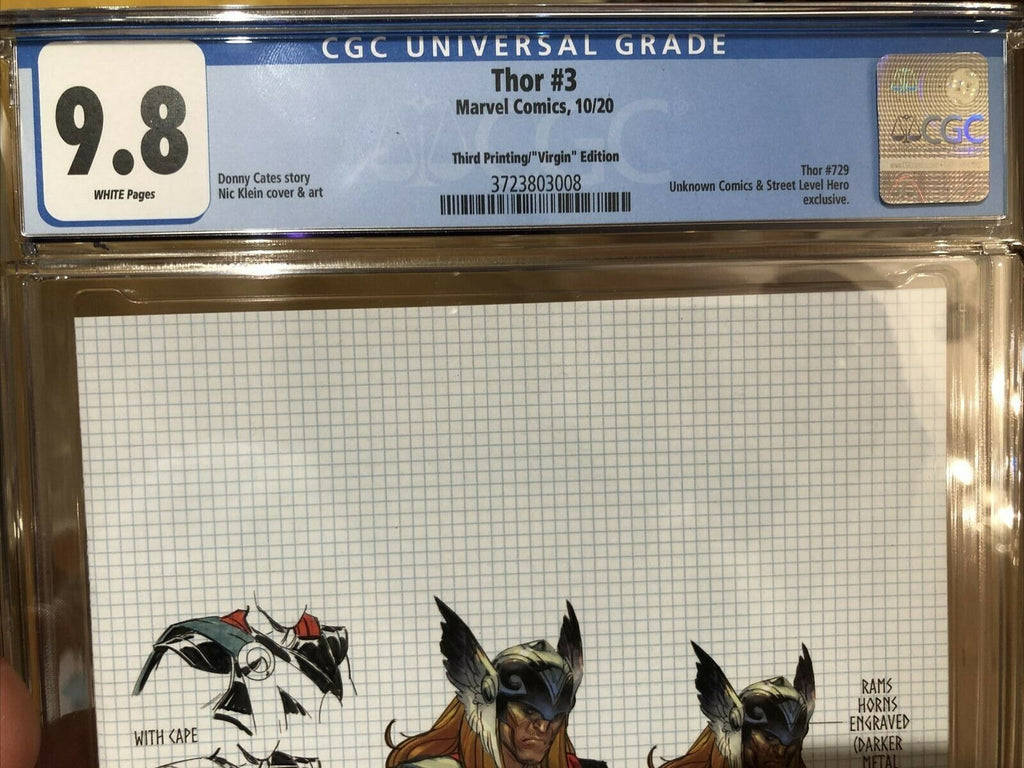 CGC UNIVERSAL GRADE
9.8
WHITE Pages
Thor #3
Marvel Comics, 10/20
Third Printing/"Virgin" Edition
Donny Cates story
Nic Klein cover & art
3723803008
Thor #729
Unknown Comics & Street Level Hero
exclusive.
CGC
CGC
WITH CAPE
RAMS
HORNS
ENGRAVED
(DARKER
METAL